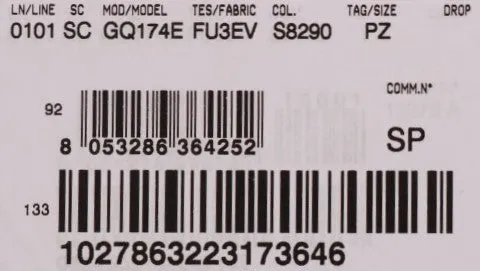 LN/LINE SC MOD/MODEL TES/FABRIC COL. TAG/SIZE DROP
0101 SC GQ174E FU3EV S8290 PZ
COMM.N°
92
8 053286 364252
SP
133
1027863223173646